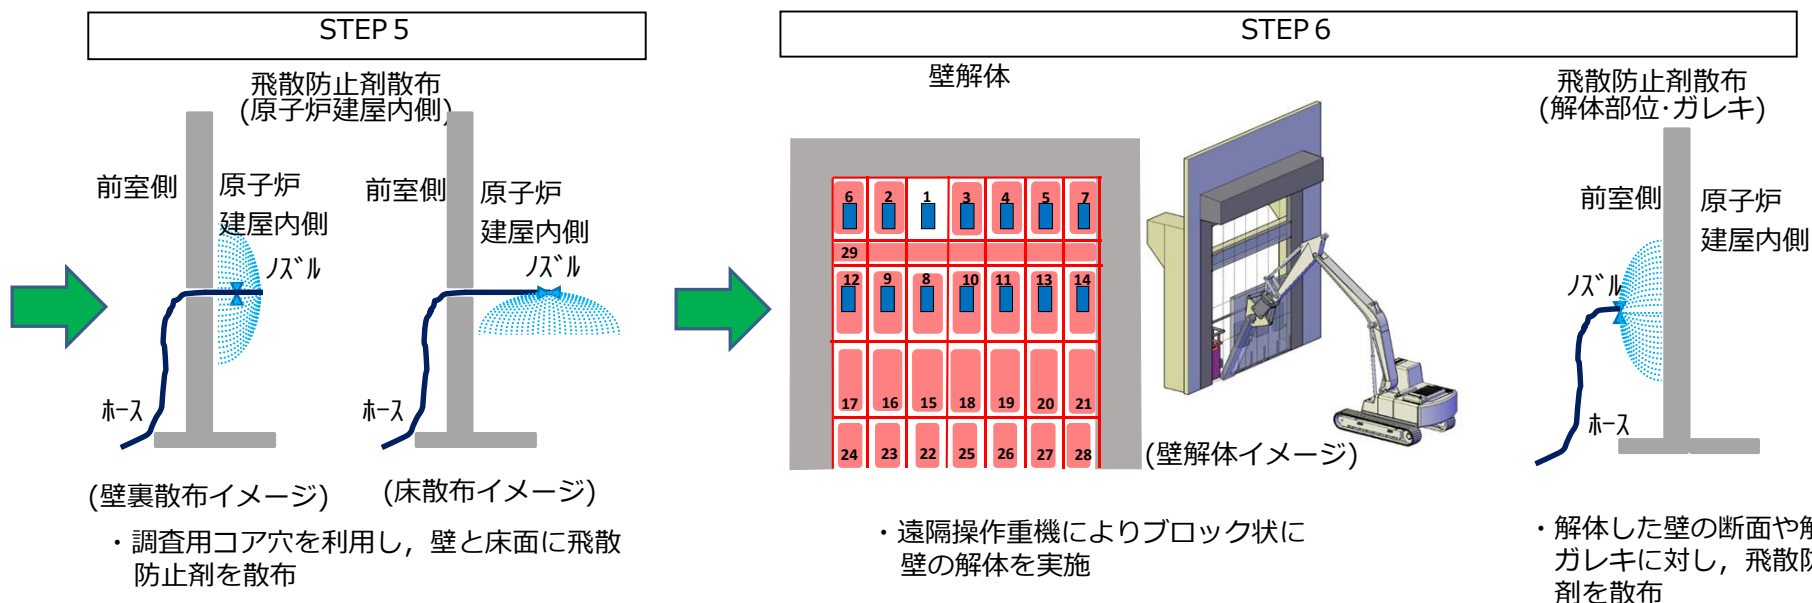 STEP５
飛散防止剤散布
(原子炉建屋内側)
前室側
原子炉
建屋内側
ﾉｽﾞﾙ
ﾎｰｽ
(壁裏散布イメージ)
前室側
原子炉
建屋内側
ﾉｽﾞﾙ
ﾎｰｽ
(床散布イメージ)
・調査用コア穴を利用し，壁と床面に飛散
防止剤を散布
STEP６
壁解体
6 2 1 3 4 5 7
29
12 9 8 10 11 13 14
17 16 15 18 19 20 21
24 23 22 25 26 27 28
(壁解体イメージ)
・遠隔操作重機によりブロック状に
壁の解体を実施
飛散防止剤散布
(解体部位･ガレキ)
前室側
原子炉
建屋内側
ﾉｽﾞﾙ
ﾎｰｽ
・解体した壁の断面や解
ガレキに対し，飛散防
剤を散布